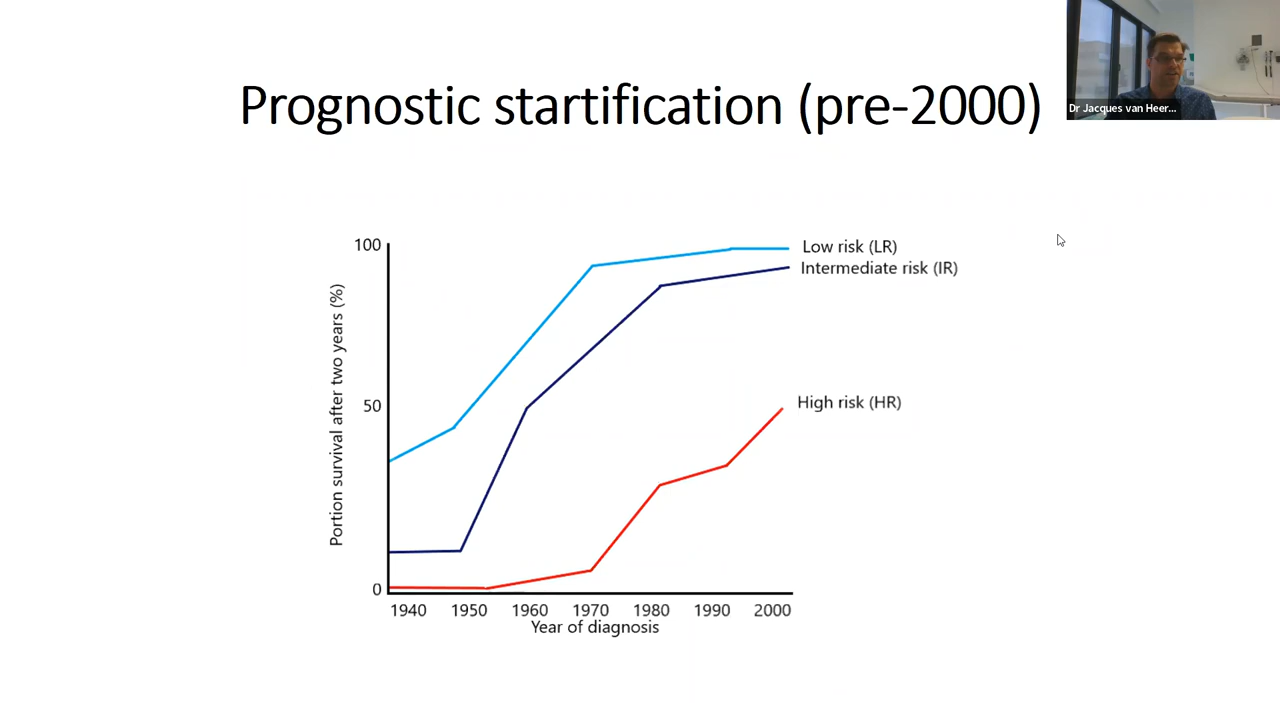 Prognostic startification (pre-2000)
Dr Jacques van Heer...
100
Low risk (LR)
Intermediate risk (IR)
Portion survival after two years (%)
50
High risk (HR)
0
1940 1950 1960 1970 1980 1990 2000
Year of diagnosis